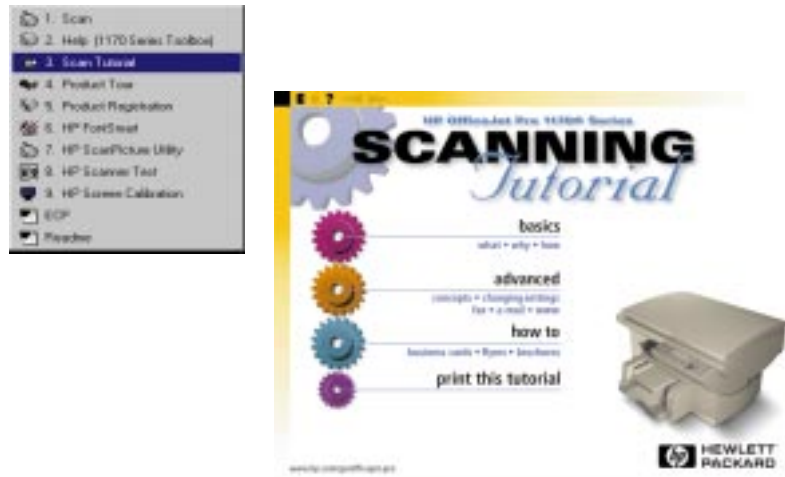 1. Scan
2. Help (1170 Series Toolbox)
3. Scan Tutorial
4. Product Tour
5. Product Registration
6. HP FontSmart
7. HP ScanPicture Utility
8. HP Scanner Test
9. HP Screen Calibration
ECP
Readme
HP OfficeJet Pro 1170A Series
SCANNING
Tutorial
basics
what • why • how
advanced
concepts • changing settings
fax • e-mail • www
how to
business cards • flyers • brochures
print this tutorial
HEWLETT
PACKARD